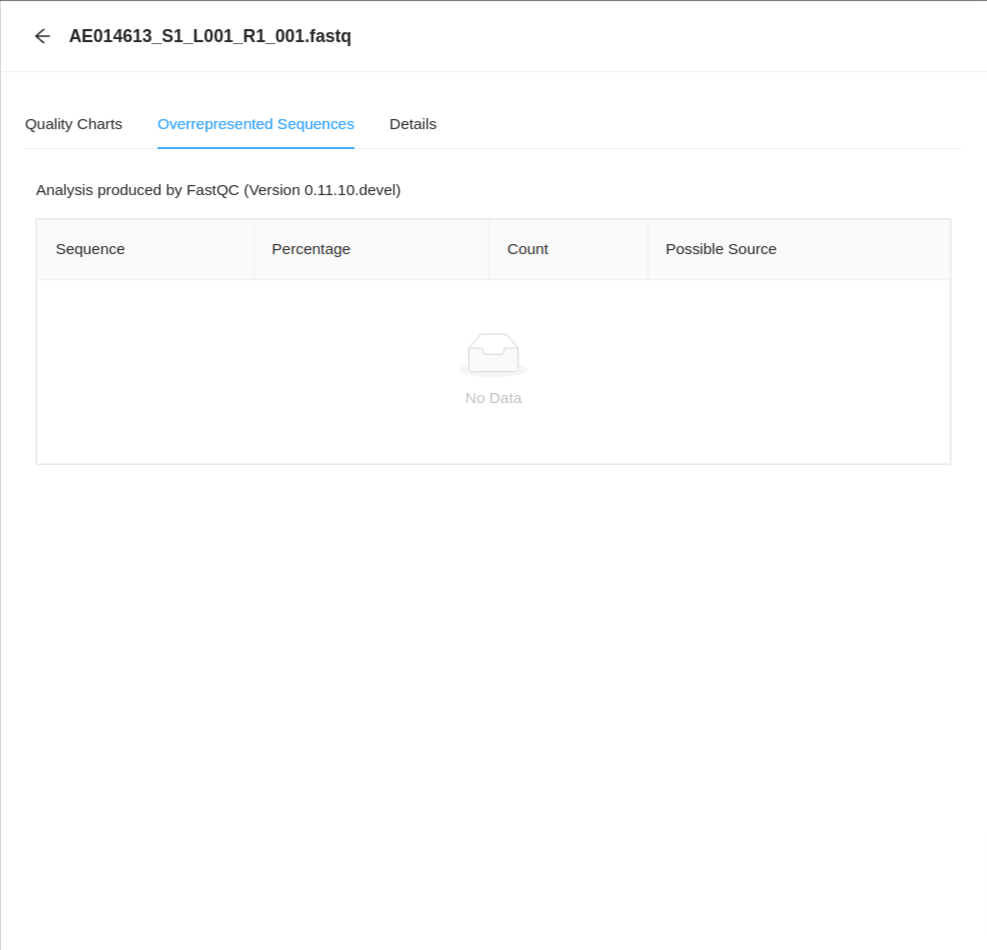 AE014613_S1_L001_R1_001.fastq
Quality Charts Overrepresented Sequences Details
Analysis produced by FastQC (Version 0.11.10.devel)
Sequence Percentage Count Possible Source
No Data